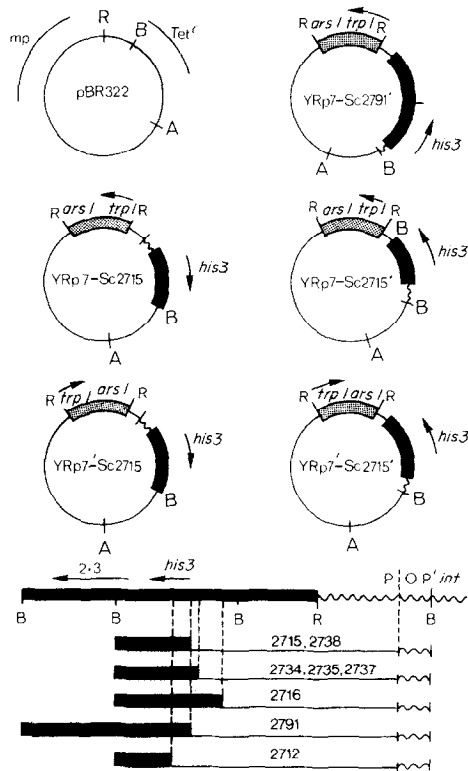 mp R B Tetr
pBR322
A
R ars I trp I R
YRp7-Sc2791'
A B his3
R ars I trp I R
YRp7-Sc2715
his3
B
A
R ars I trp I R
B
YRp7-Sc2715'
his3
B
A
R trp I ars I R
YRp7-'Sc2715
his3
B
A
R trp I ars I R
YRp7-'Sc2715'
his3
B
A
2·3 his3 P O P' int
B B B R B
2715, 2738
2734, 2735, 2737
2716
2791
2712